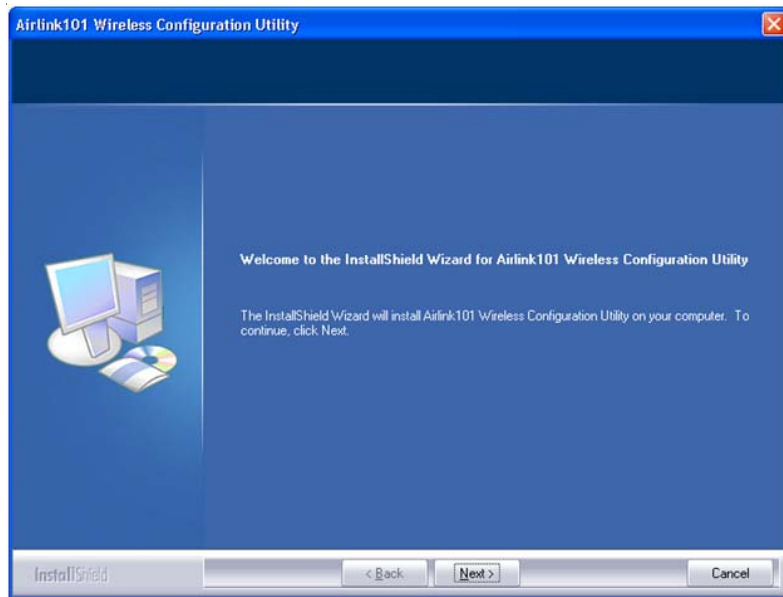 Airlink101 Wireless Configuration Utility
Welcome to the InstallShield Wizard for Airlink101 Wireless Configuration Utility
The InstallShield Wizard will install Airlink101 Wireless Configuration Utility on your computer. To
continue, click Next.
InstallShield
< Back
Next >
Cancel